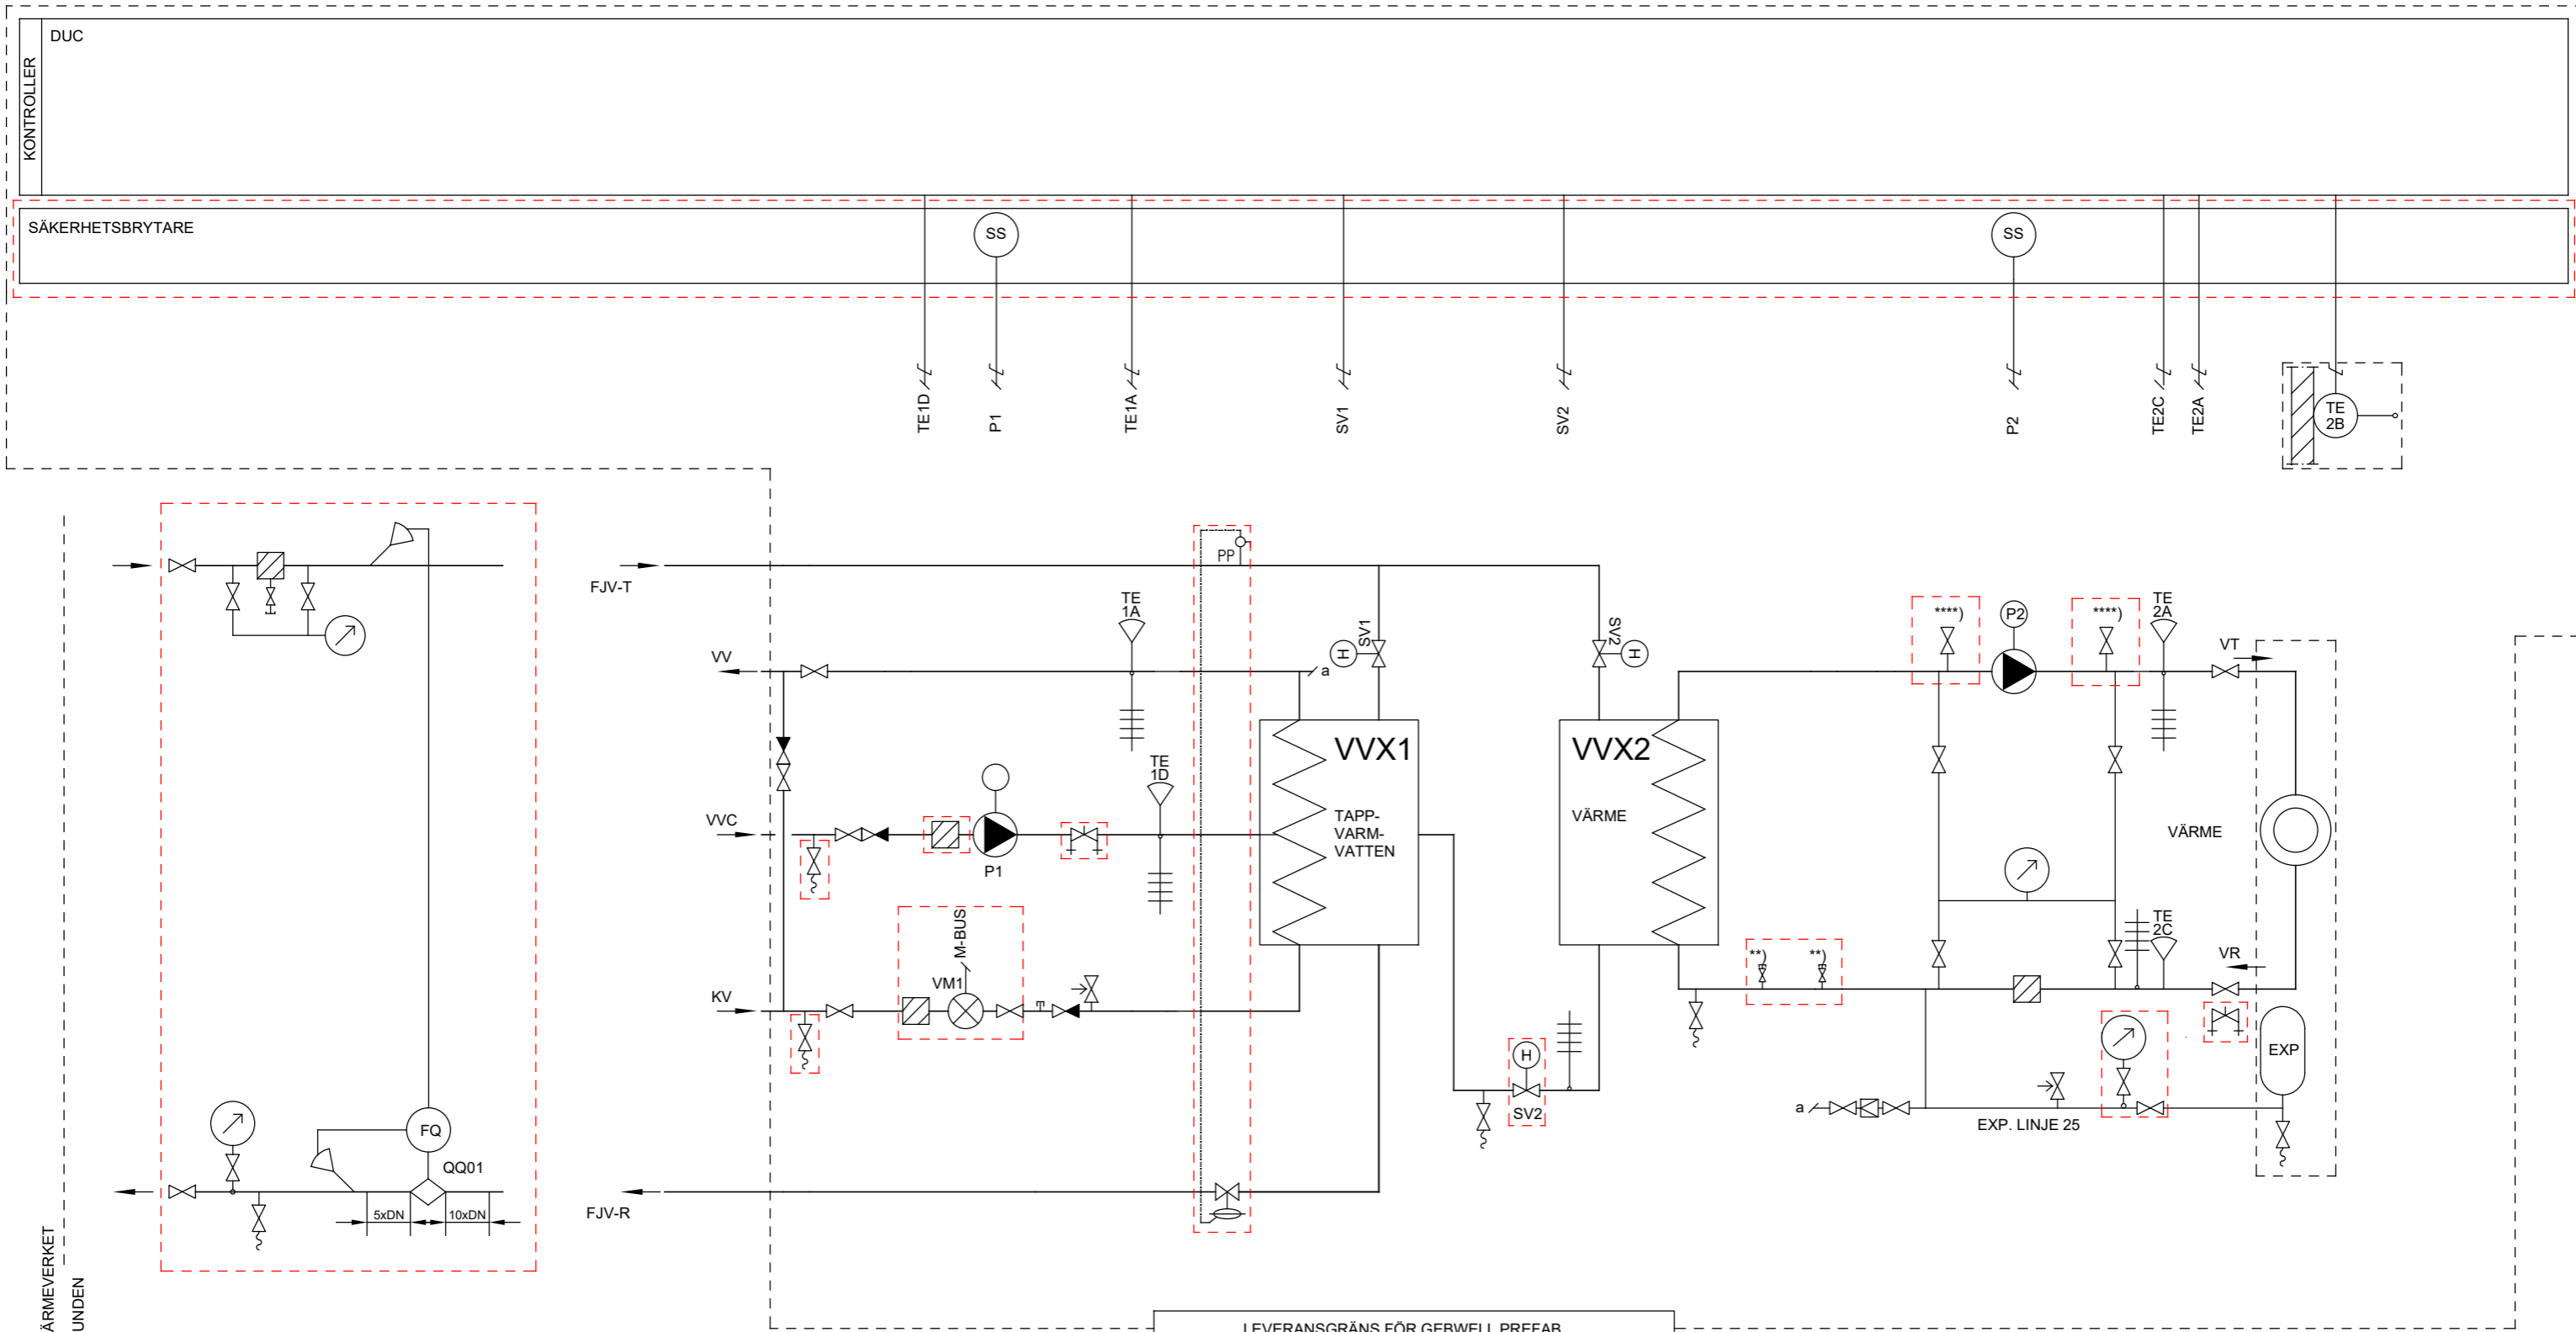 DUC
KONTROLLER
SÄKERHETSBRYTARE
SS
SS
TE1D
P1
TE1A
SV1
SV2
P2
TE2C
TE2A
TE
2B
PP
FJV-T
TE
1A
SV1
H
SV2
H
****)
P2
****)
TE
2A
VT
VV
a
VVX1
TAPP-
VARM-
VATTEN
VVX2
VÄRME
TE
1D
VVC
P1
VÄRME
M-BUS
VM1
KV
**)
**)
TE
2C
VR
H
SV2
EXP
a
EXP. LINJE 25
FQ
QQ01
5xDN
10xDN
FJV-R
ÄRMEVERKET
UNDEN
LEVERANSGRÄNS FÖR GEBWELL PREFAB